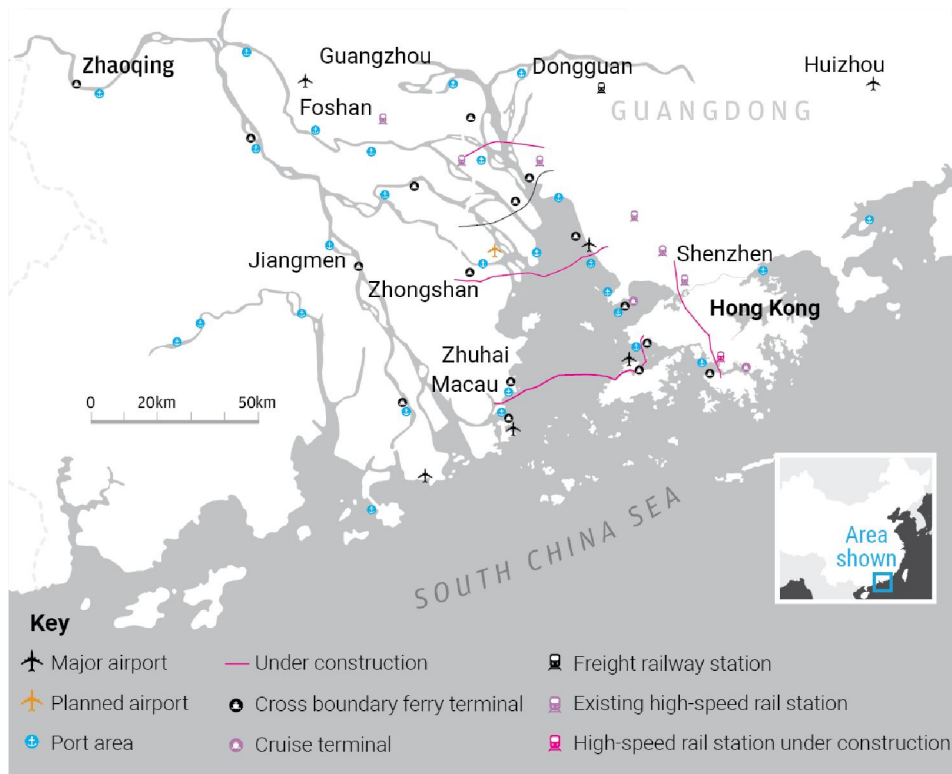 Guangzhou
Zhaoqing
Dongguan
Huizhou
Foshan
GUANGDONG
Shenzhen
Jiangmen
Zhongshan
Hong Kong
Zhuhai
Macau
0 20km 50km
SOUTH CHINA SEA
Area
shown
Key
Major airport
Under construction
Freight railway station
Planned airport
Cross boundary ferry terminal
Existing high-speed rail station
Port area
Cruise terminal
High-speed rail station under construction